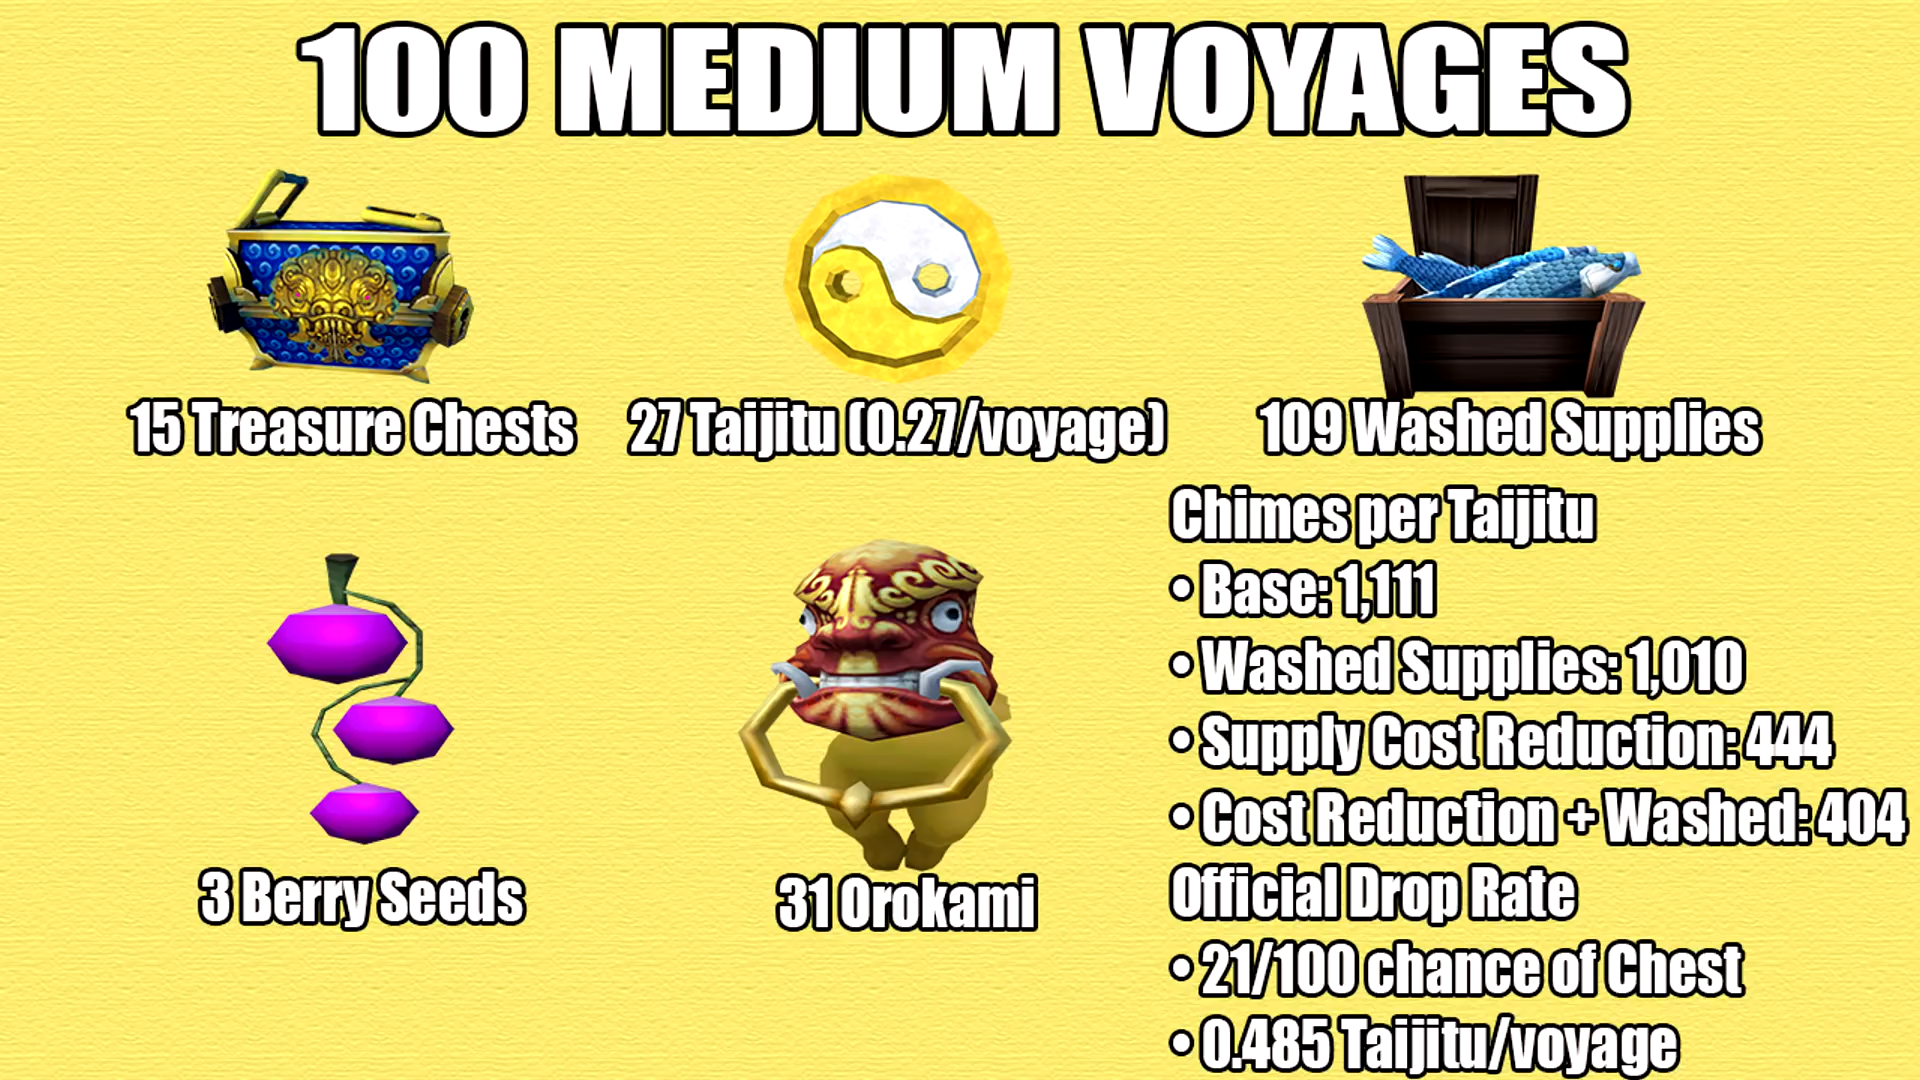 100 MEDIUM VOYAGES
15 Treasure Chests
27 Taijitu (0.27/voyage)
109 Washed Supplies
3 Berry Seeds
31 Orokami
Chimes per Taijitu
• Base: 1,111
• Washed Supplies: 1,010
• Supply Cost Reduction: 444
• Cost Reduction + Washed: 404
Official Drop Rate
• 21/100 chance of Chest
• 0.485 Taijitu/voyage